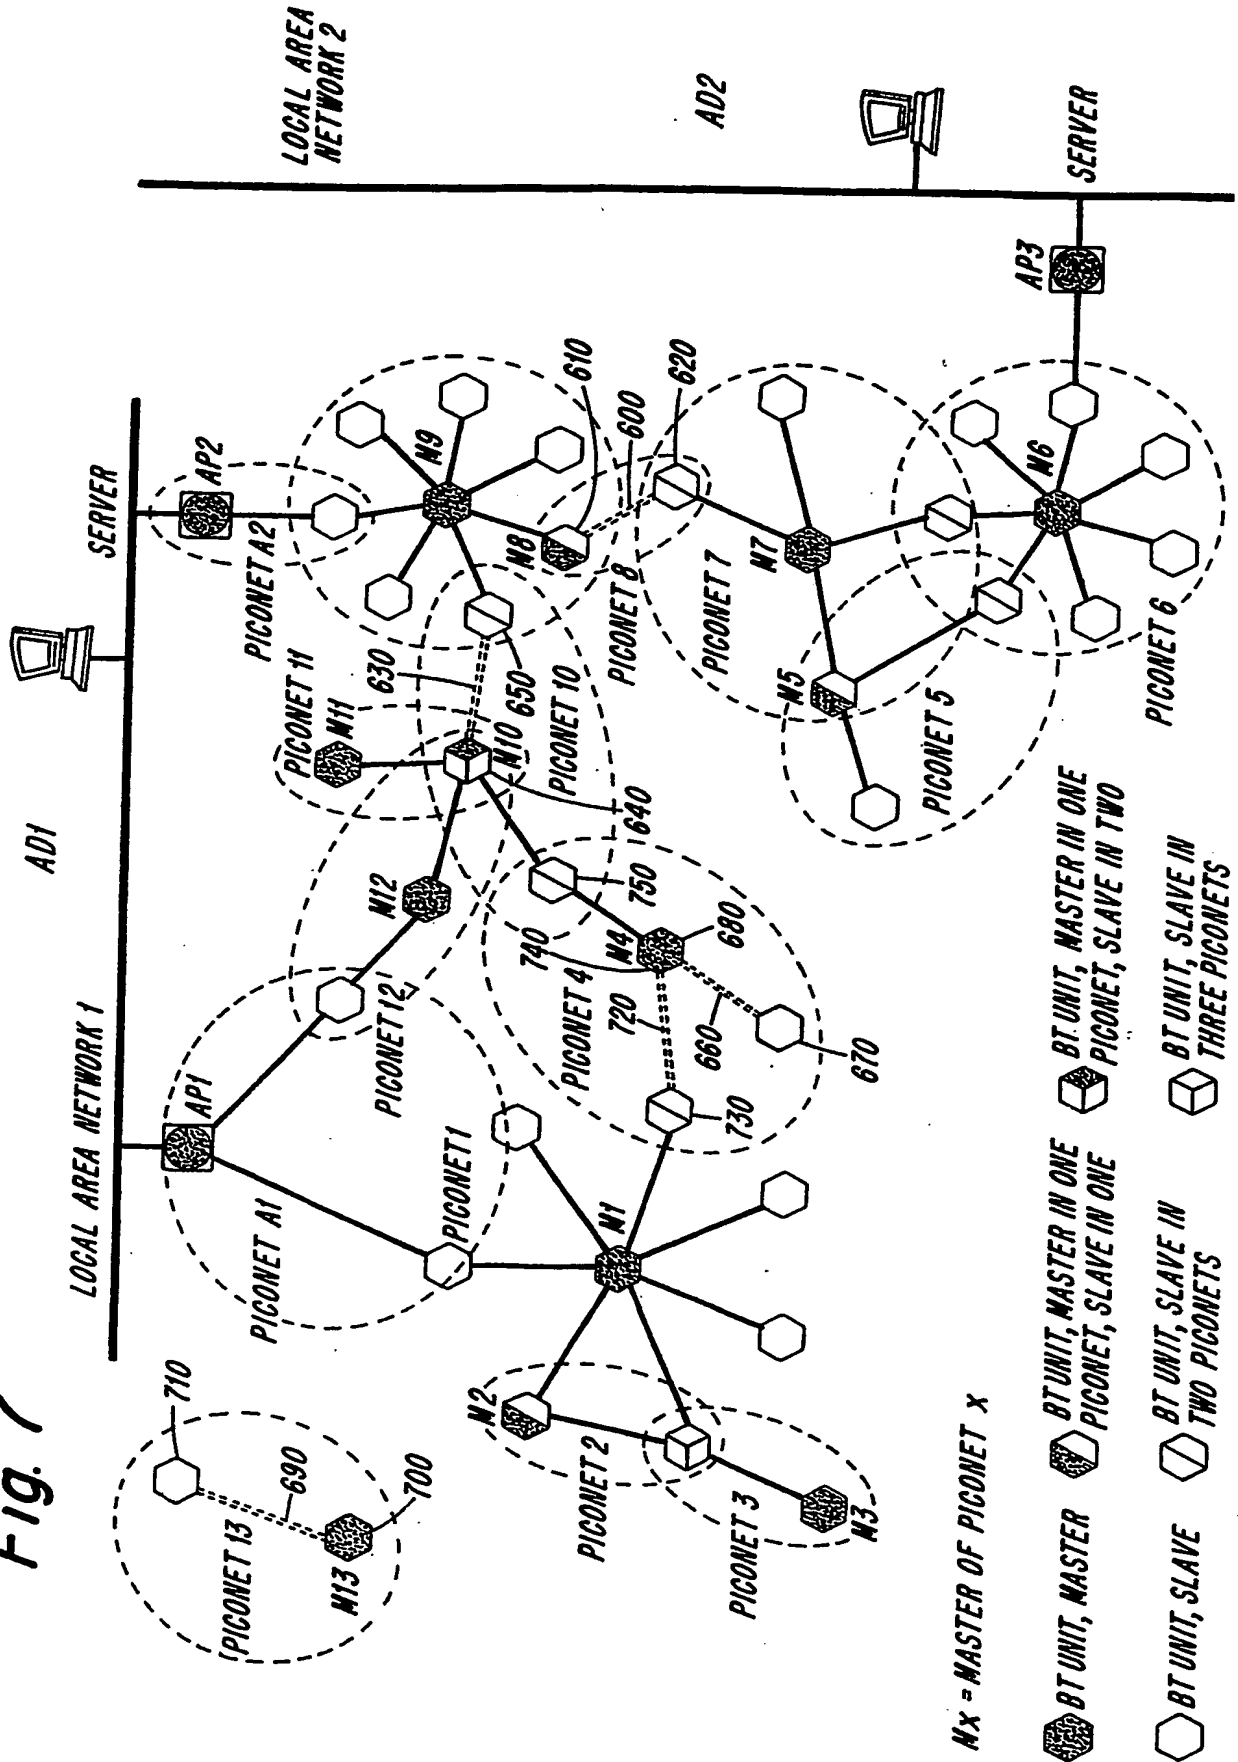 Fig. 7
AD1
AD2
LOCAL AREA NETWORK 1
SERVER
LOCAL AREA
NETWORK 2
SERVER
AP1
AP2
AP3
PICONET A1
PICONET A2
PICONET 1
M1
PICONET 2
M2
PICONET 3
M3
PICONET 4
M4
PICONET 5
M5
PICONET 6
M6
PICONET 7
M7
PICONET 8
M8
M9
PICONET 10
M10
PICONET 11
M11
PICONET 12
M12
PICONET 13
M13
600
610
620
630
640
650
660
670
680
690
700
710
720
730
740
750
Mx = MASTER OF PICONET X
BT UNIT, MASTER
BT UNIT, MASTER IN ONE
PICONET, SLAVE IN ONE
BT UNIT, MASTER IN ONE
PICONET, SLAVE IN TWO
BT UNIT, SLAVE
BT UNIT, SLAVE IN
TWO PICONETS
BT UNIT, SLAVE IN
THREE PICONETS